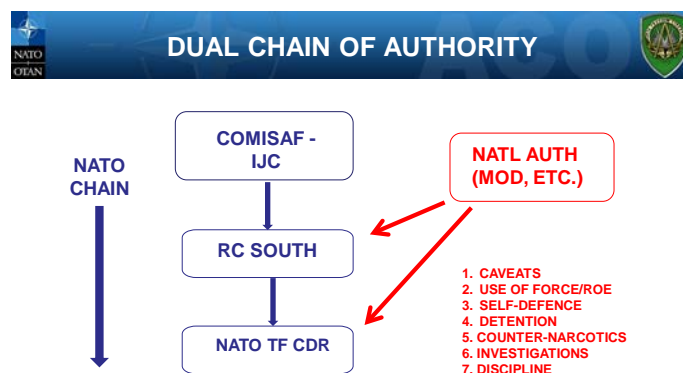 NATO
OTAN
DUAL CHAIN OF AUTHORITY
NATO
CHAIN
COMISAF -
IJC
NATL AUTH
(MOD, ETC.)
RC SOUTH
NATO TF CDR
1. CAVEATS
2. USE OF FORCE/ROE
3. SELF-DEFENCE
4. DETENTION
5. COUNTER-NARCOTICS
6. INVESTIGATIONS
7. DISCIPLINE